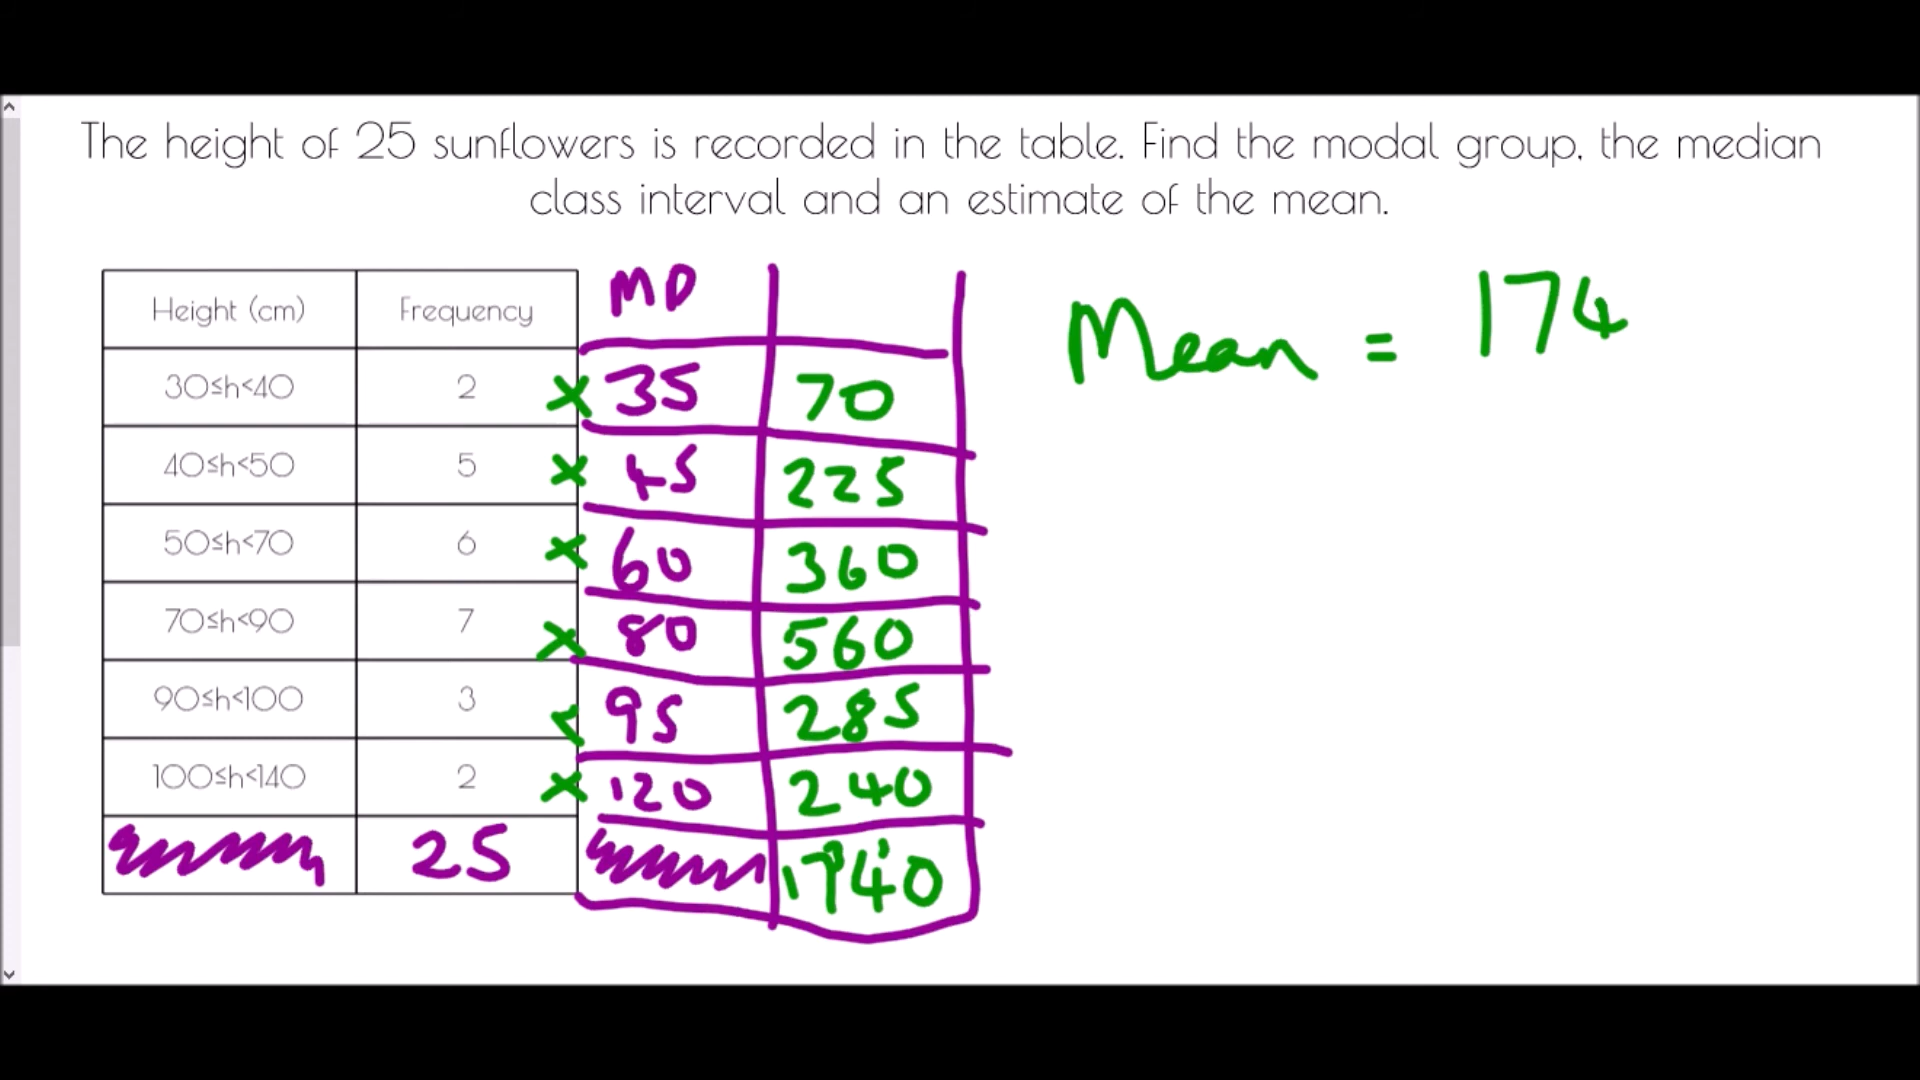 The height of 25 sunflowers is recorded in the table. Find the modal group, the median
class interval and an estimate of the mean.
Height (cm) Frequency MP
30≤h<40 2 × 35 70
40≤h<50 5 × 45 225
50≤h<70 6 × 60 360
70≤h<90 7 × 80 560
90≤h<100 3 × 95 285
100≤h<140 2 × 120 240
25 1740
Mean = 174